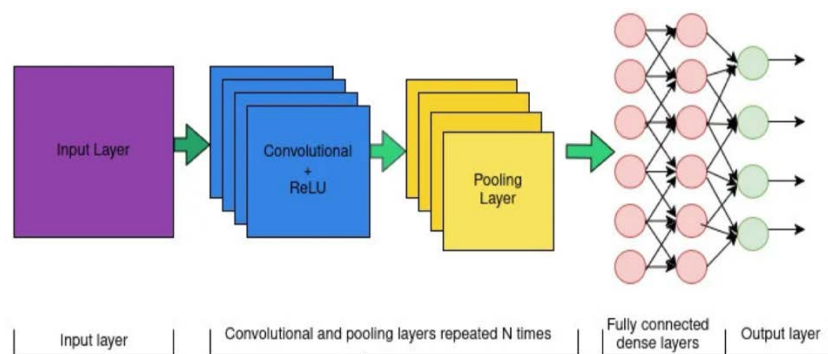 Input Layer
Convolutional
+
ReLU
Pooling
Layer
Input layer
Convolutional and pooling layers repeated N times
Fully connected
dense layers
Output layer